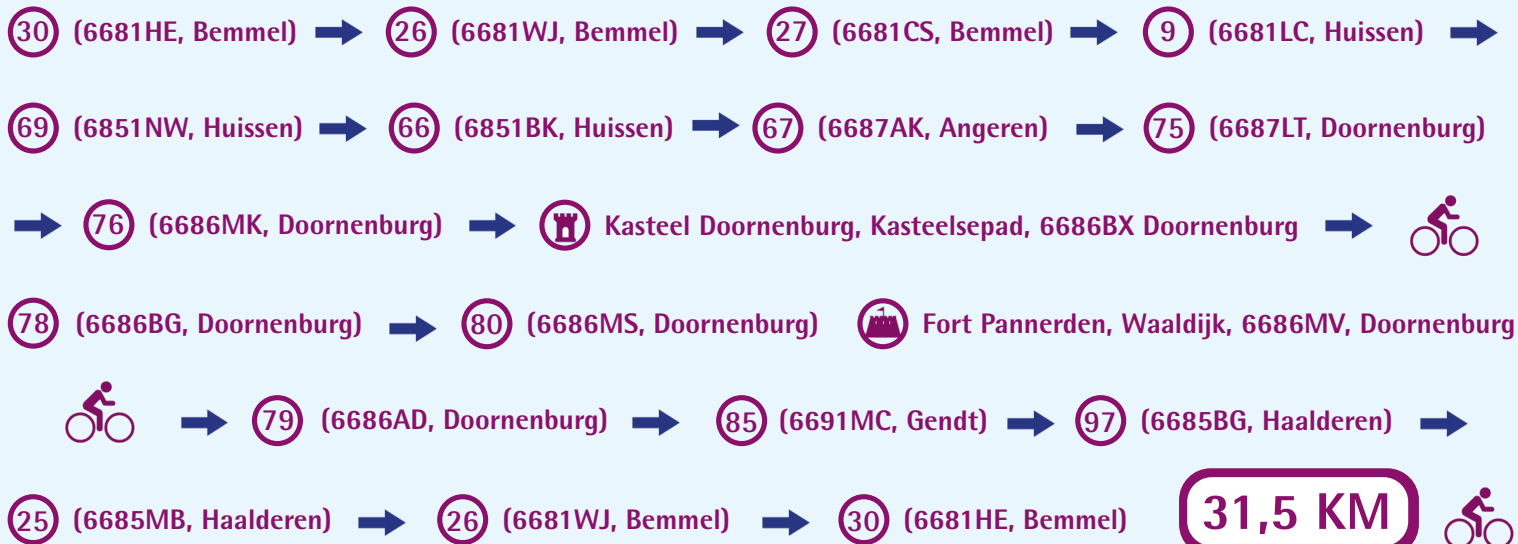 30 (6681HE, Bemmel) 26 (6681WJ, Bemmel) 27 (6681CS, Bemmel) 9 (6681LC, Huissen)
69 (6851NW, Huissen) 66 (6851BK, Huissen) 67 (6687AK, Angeren) 75 (6687LT, Doornenburg)
76 (6686MK, Doornenburg) Kasteel Doornenburg, Kasteelsepad, 6686BX Doornenburg
78 (6686BG, Doornenburg) 80 (6686MS, Doornenburg) Fort Pannerden, Waaldijk, 6686MV, Doornenburg
79 (6686AD, Doornenburg) 85 (6691MC, Gendt) 97 (6685BG, Haalderen)
25 (6685MB, Haalderen) 26 (6681WJ, Bemmel) 30 (6681HE, Bemmel) 31,5 KM